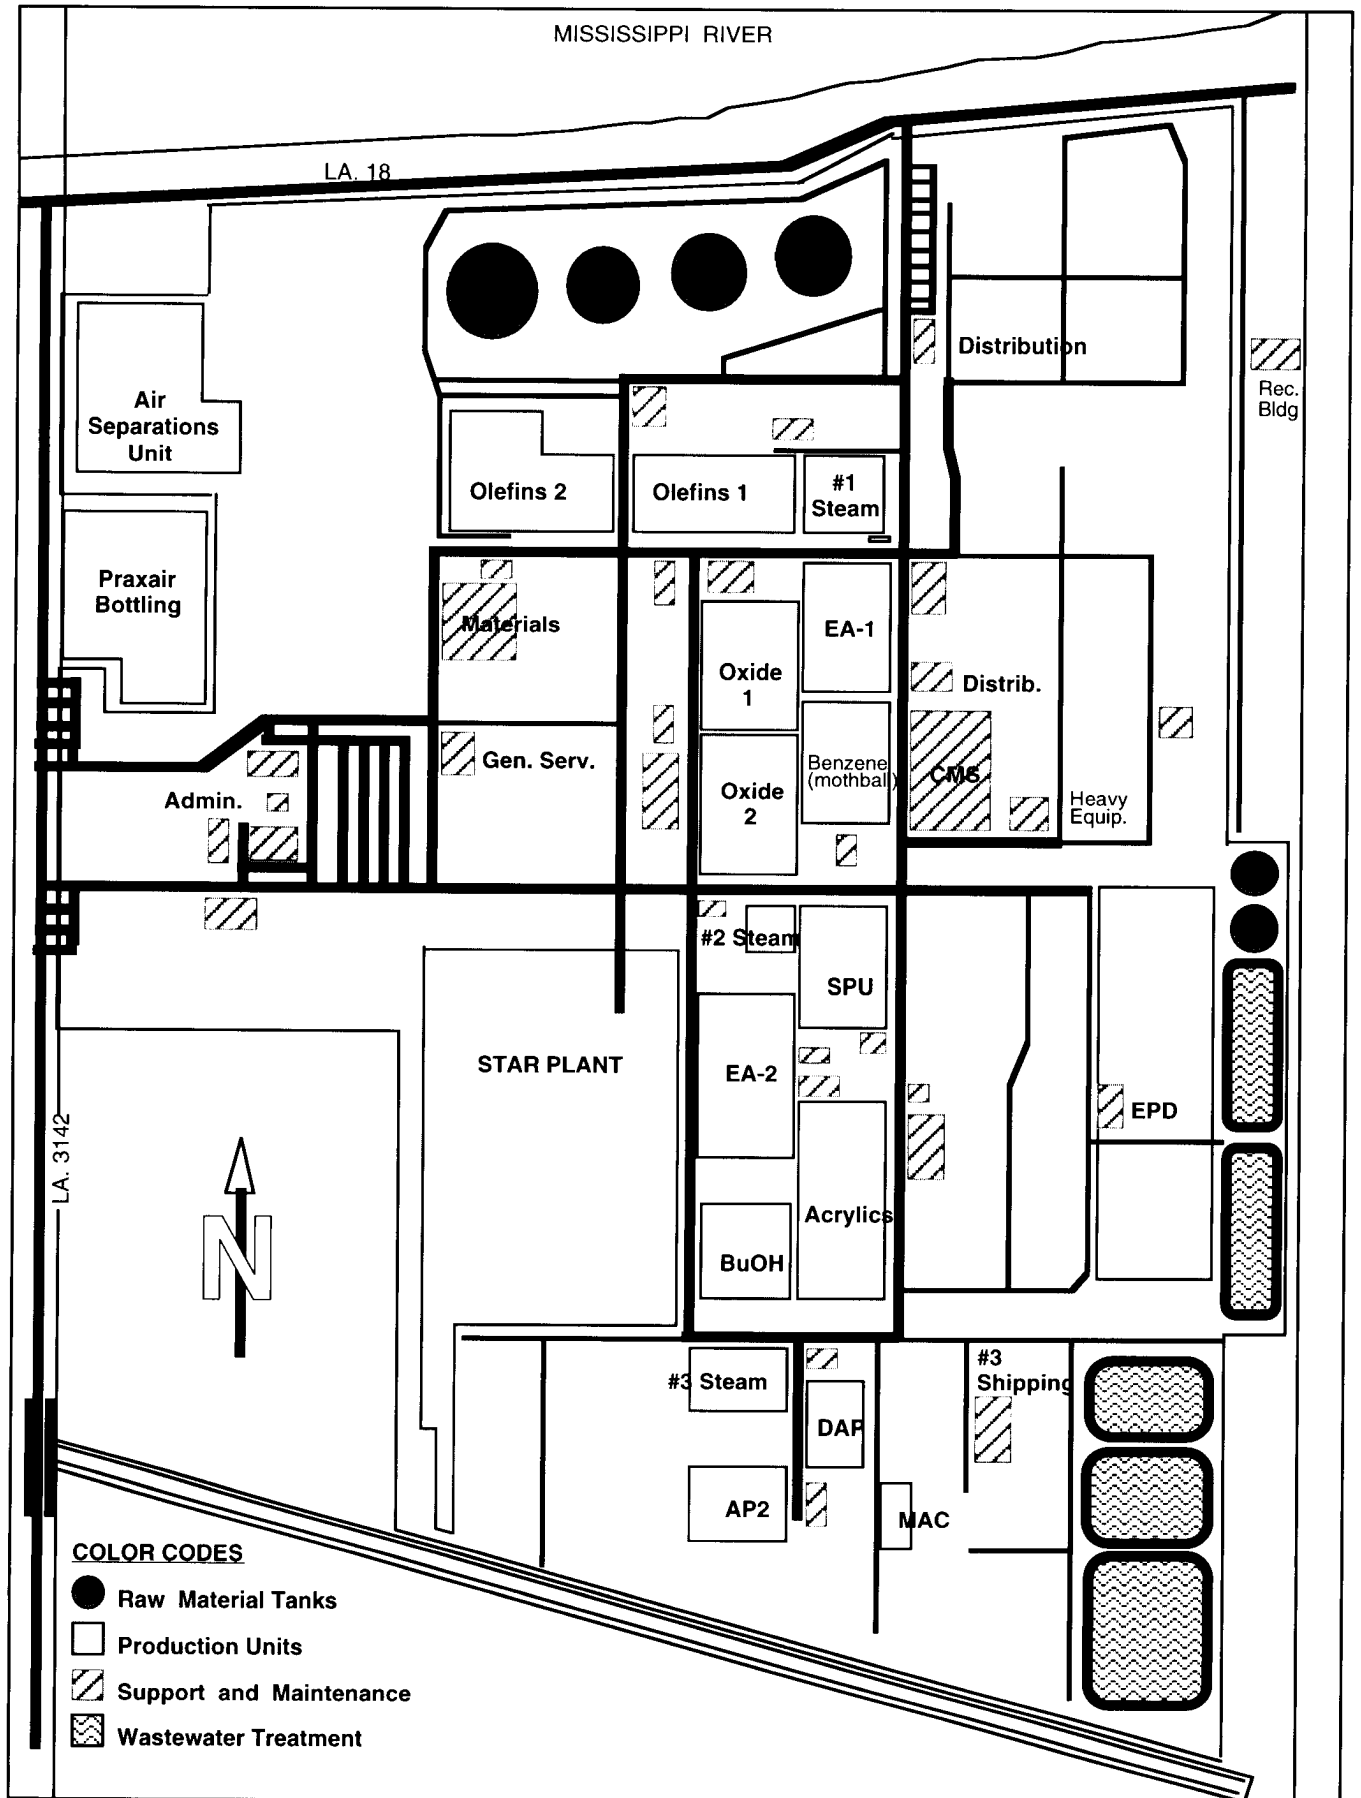 MISSISSIPPI RIVER
LA. 18
Distribution
Rec.
Bldg
Air
Separations
Unit
Olefins 2
Olefins 1
#1
Steam
Praxair
Bottling
Materials
EA-1
Oxide
1
Distrib.
Gen. Serv.
Benzene
(mothball)
CMS
Admin.
Oxide
2
Heavy
Equip.
#2 Steam
SPU
STAR PLANT
EA-2
EPD
LA. 3142
N
Acrylics
BuOH
#3 Steam
#3
Shipping
DAP
AP2
MAC
COLOR CODES
Raw Material Tanks
Production Units
Support and Maintenance
Wastewater Treatment